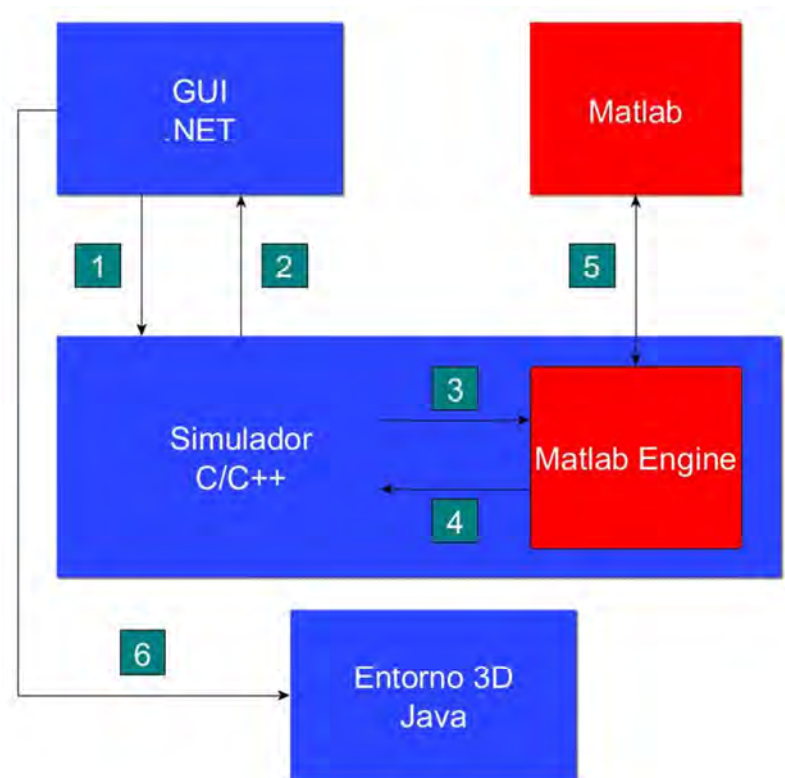 GUI
.NET
Matlab
1
2
5
3
Simulador
C/C++
Matlab Engine
4
6
Entorno 3D
Java